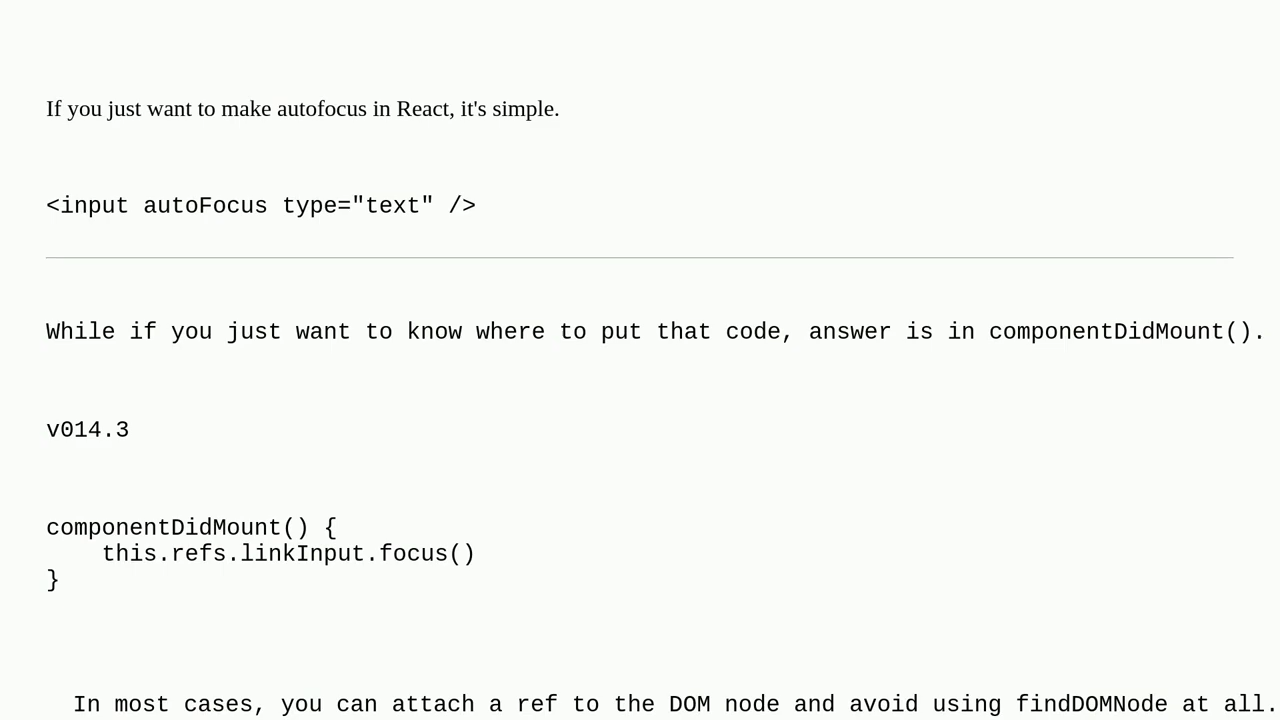 If you just want to make autofocus in React, it's simple.
<input autoFocus type="text" />
While if you just want to know where to put that code, answer is in componentDidMount().
v014.3
componentDidMount() {
    this.refs.linkInput.focus()
}
In most cases, you can attach a ref to the DOM node and avoid using findDOMNode at all.